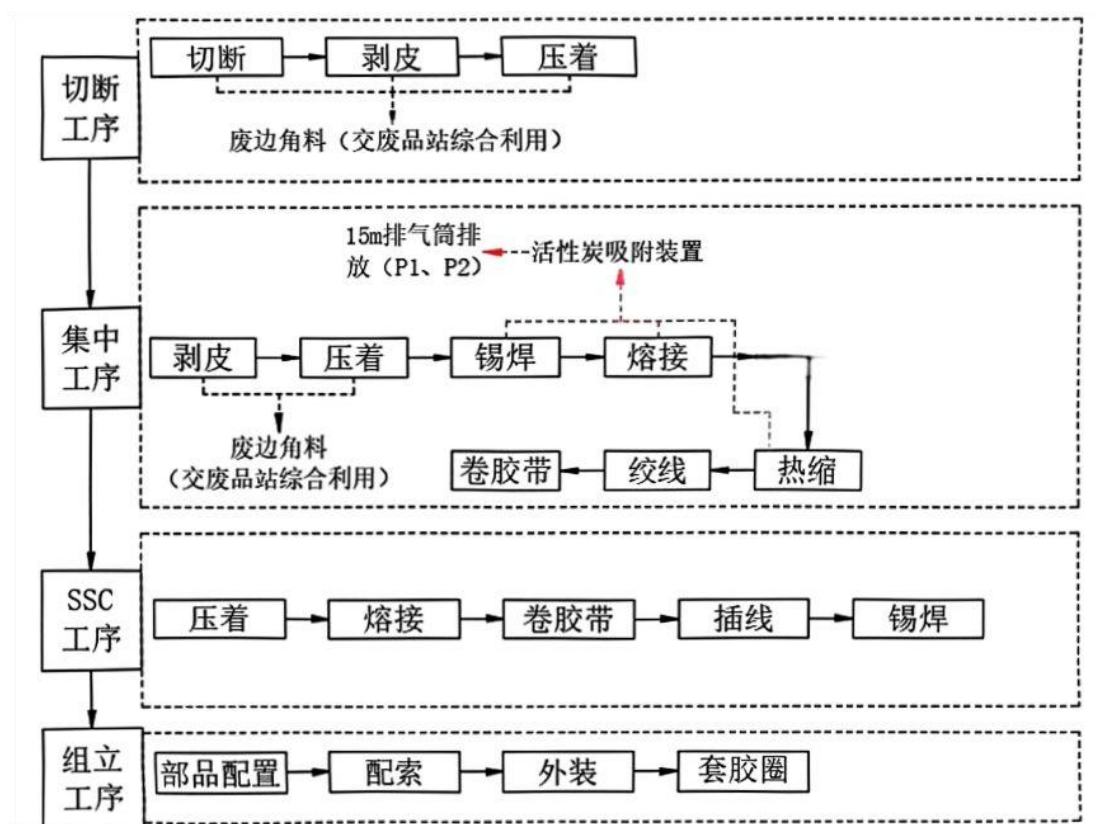 切断
工序
切断
剥皮
压着
废边角料（交废品站综合利用）
集中
工序
15m排气筒排
放（P1、P2）
活性炭吸附装置
剥皮
压着
锡焊
熔接
废边角料
（交废品站综合利用）
卷胶带
绞线
热缩
SSC
工序
压着
熔接
卷胶带
插线
锡焊
组立
工序
部品配置
配索
外装
套胶圈